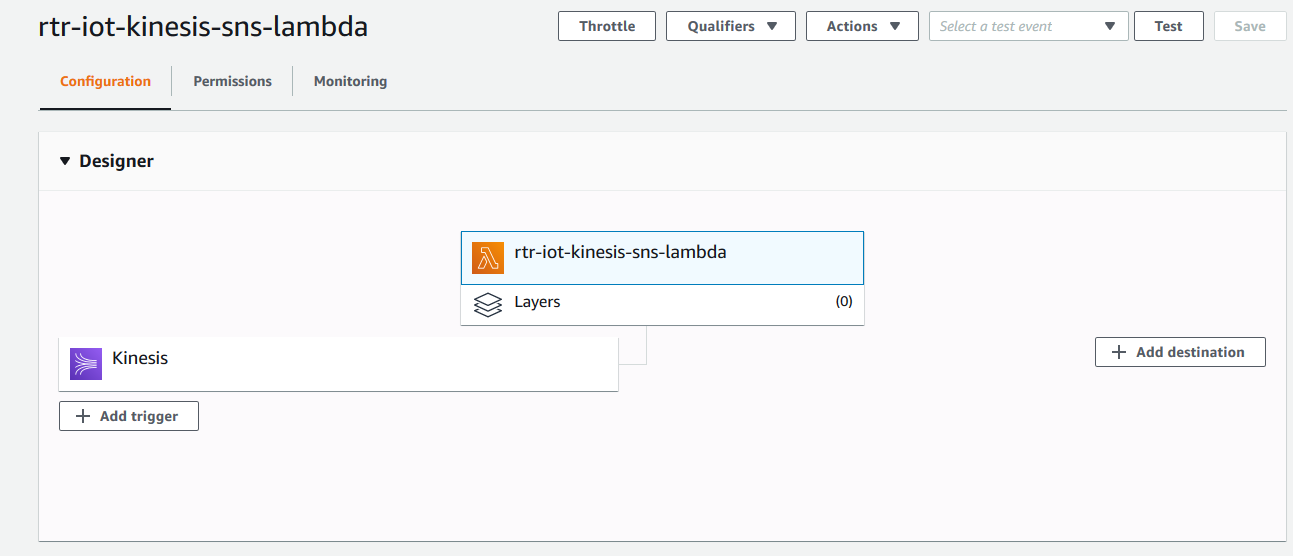 rtr-iot-kinesis-sns-lambda
Throttle
Qualifiers
Actions
Select a test event
Test
Save
Configuration
Permissions
Monitoring
Designer
rtr-iot-kinesis-sns-lambda
Layers (0)
Kinesis
Add destination
Add trigger